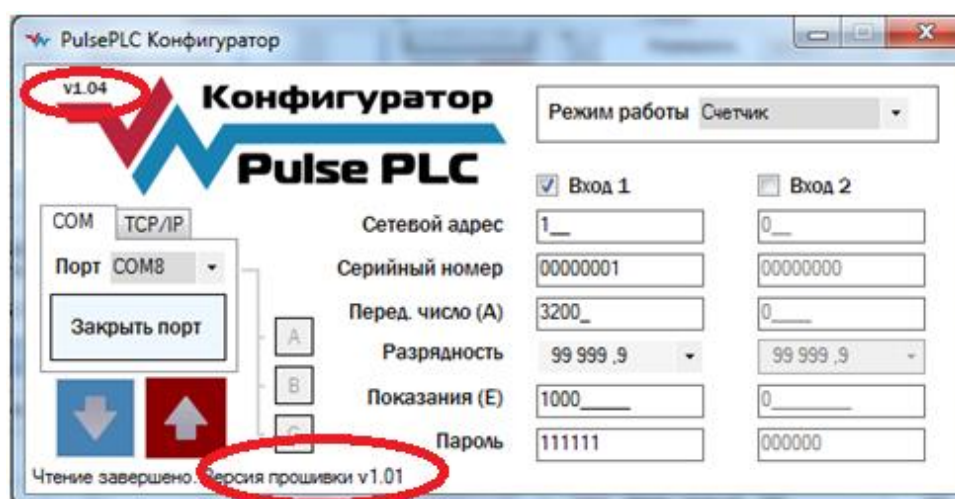 PulsePLC Конфигуратор
v1.04
Конфигуратор
Pulse PLC
Режим работы Счетчик
Вход 1 Вход 2
COM TCP/IP
Порт COM8
Закрыть порт
A
B
C
Сетевой адрес 1__ 0__
Серийный номер 00000001 00000000
Перед. число (А) 3200_ 0____
Разрядность 99 999 ,9 99 999 ,9
Показания (Е) 1000_____ 0________
Пароль 111111 000000
Чтение завершено. Версия прошивки v1.01